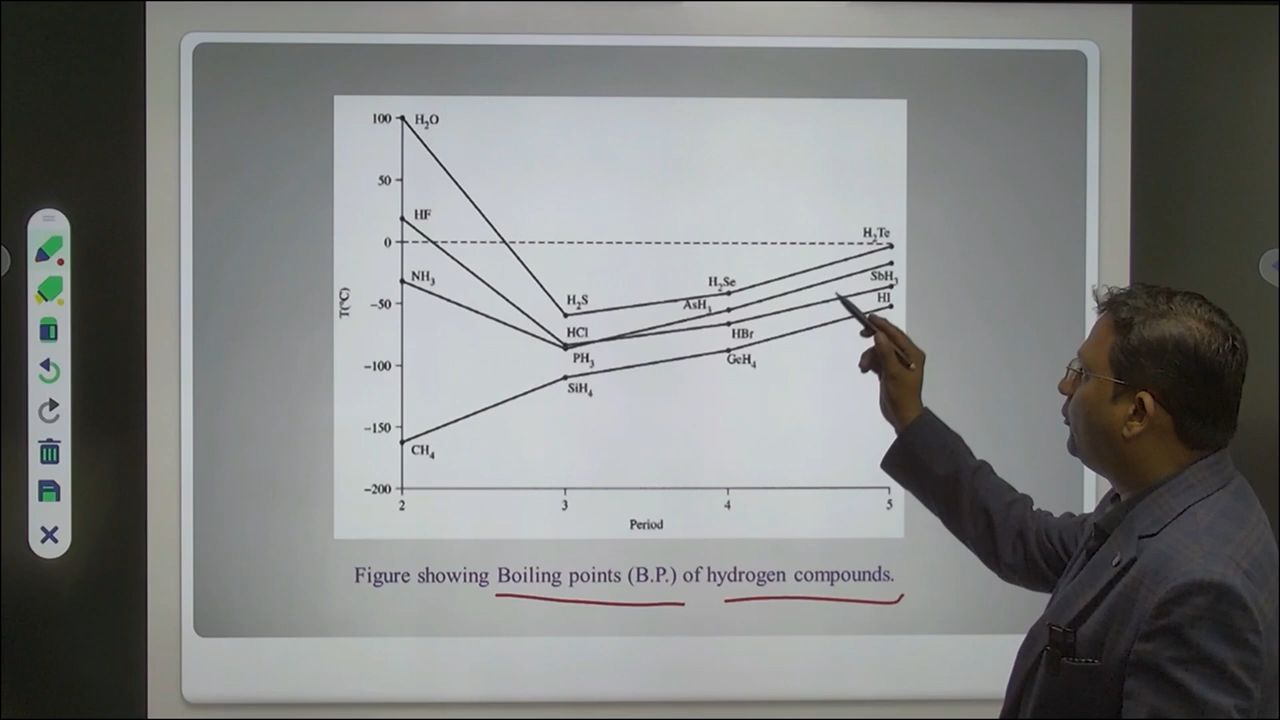 100
H₂O
50
HF
0
H₂Te
NH₃
SbH₃
H₂Se
-50
H₂S
AsH₃
HI
T(°C)
HCl
HBr
-100
PH₃
GeH₄
SiH₄
-150
CH₄
-200
2
3
4
5
Period
Figure showing Boiling points (B.P.) of hydrogen compounds.